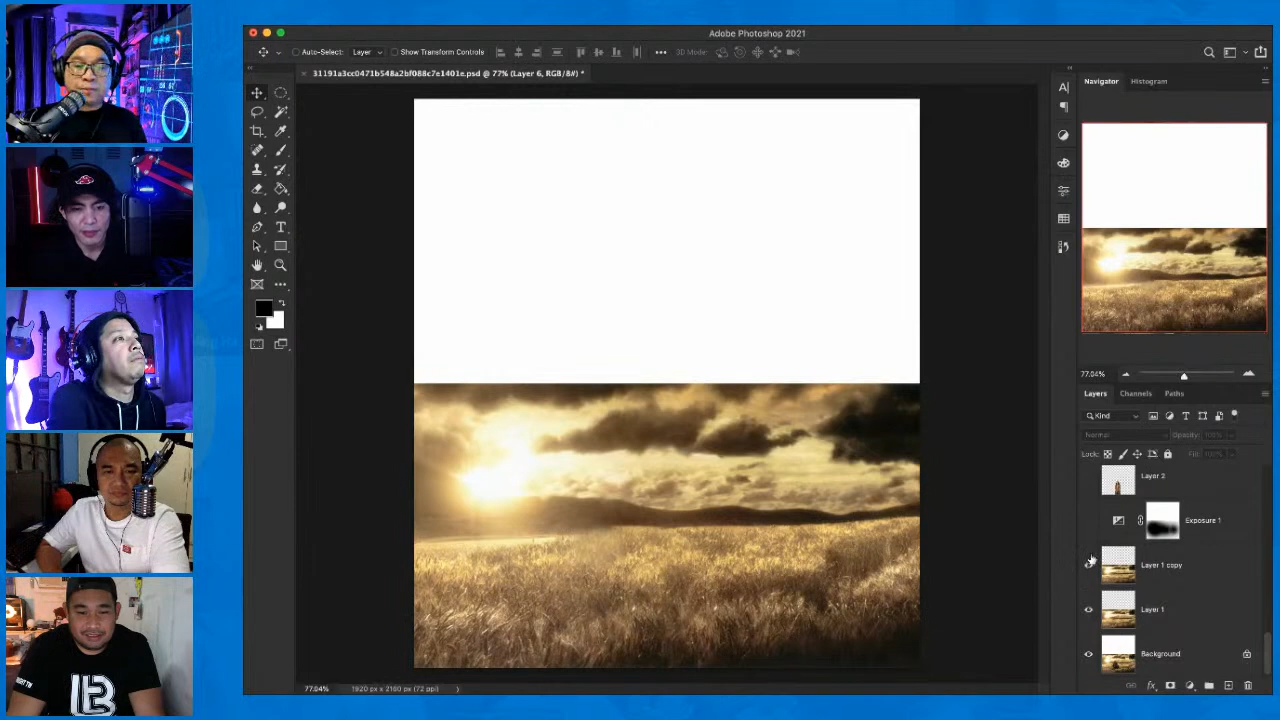 Adobe Photoshop 2021
Auto-Select:
Layer
Show Transform Controls
3D Mode:
31191a3cc0471b548a2bf088c7e1401e.psd @ 77% (Layer 6, RGB/8#) *
Navigator
Histogram
77.04%
Layers
Channels
Paths
Kind
Normal
Opacity: 100%
Lock:
Fill: 100%
Layer 2
Exposure 1
Layer 1 copy
Layer 1
Background
77.04%
1920 px x 2160 px (72 ppi)